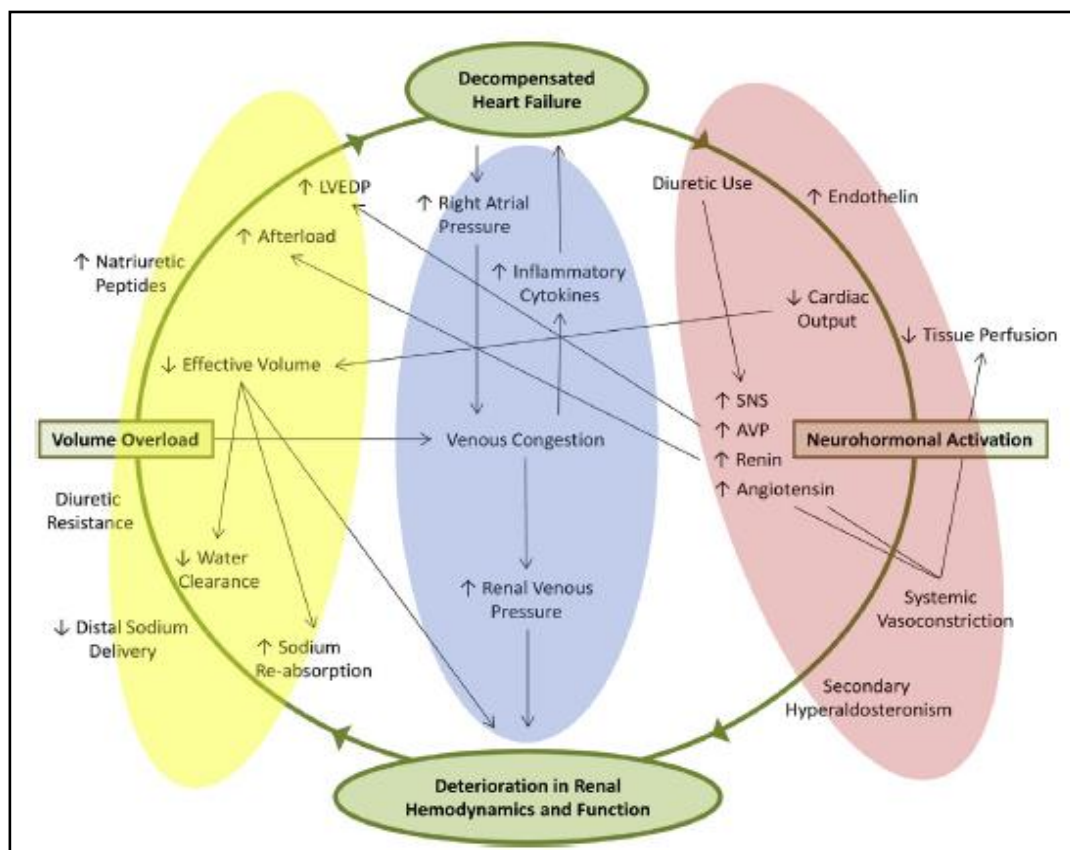 Decompensated
Heart Failure
↑ LVEDP
↑ Afterload
↑ Natriuretic
Peptides
↓ Effective Volume
Volume Overload
Diuretic
Resistance
↓ Water
Clearance
↓ Distal Sodium
Delivery
↑ Sodium
Re-absorption
↑ Right Atrial
Pressure
↑ Inflammatory
Cytokines
Venous Congestion
↑ Renal Venous
Pressure
Diuretic Use
↑ Endothelin
↓ Cardiac
Output
↓ Tissue Perfusion
↑ SNS
↑ AVP
↑ Renin
↑ Angiotensin
Neurohormonal Activation
Systemic
Vasoconstriction
Secondary
Hyperaldosteronism
Deterioration in Renal
Hemodynamics and Function